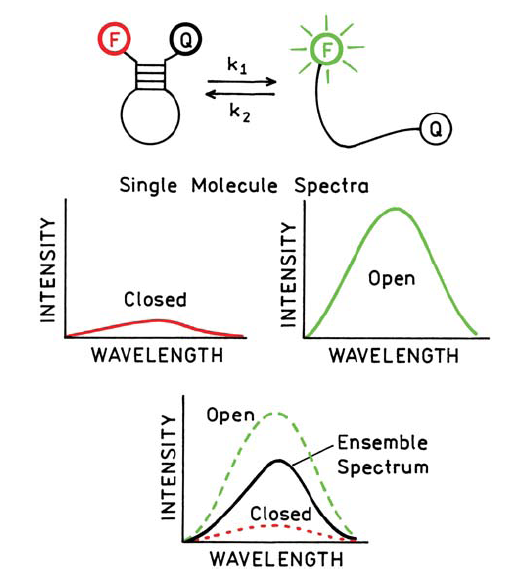 F
Q
k1
k2
F
Q
Single Molecule Spectra
INTENSITY
Closed
WAVELENGTH
INTENSITY
Open
WAVELENGTH
INTENSITY
Open
Ensemble
Spectrum
Closed
WAVELENGTH